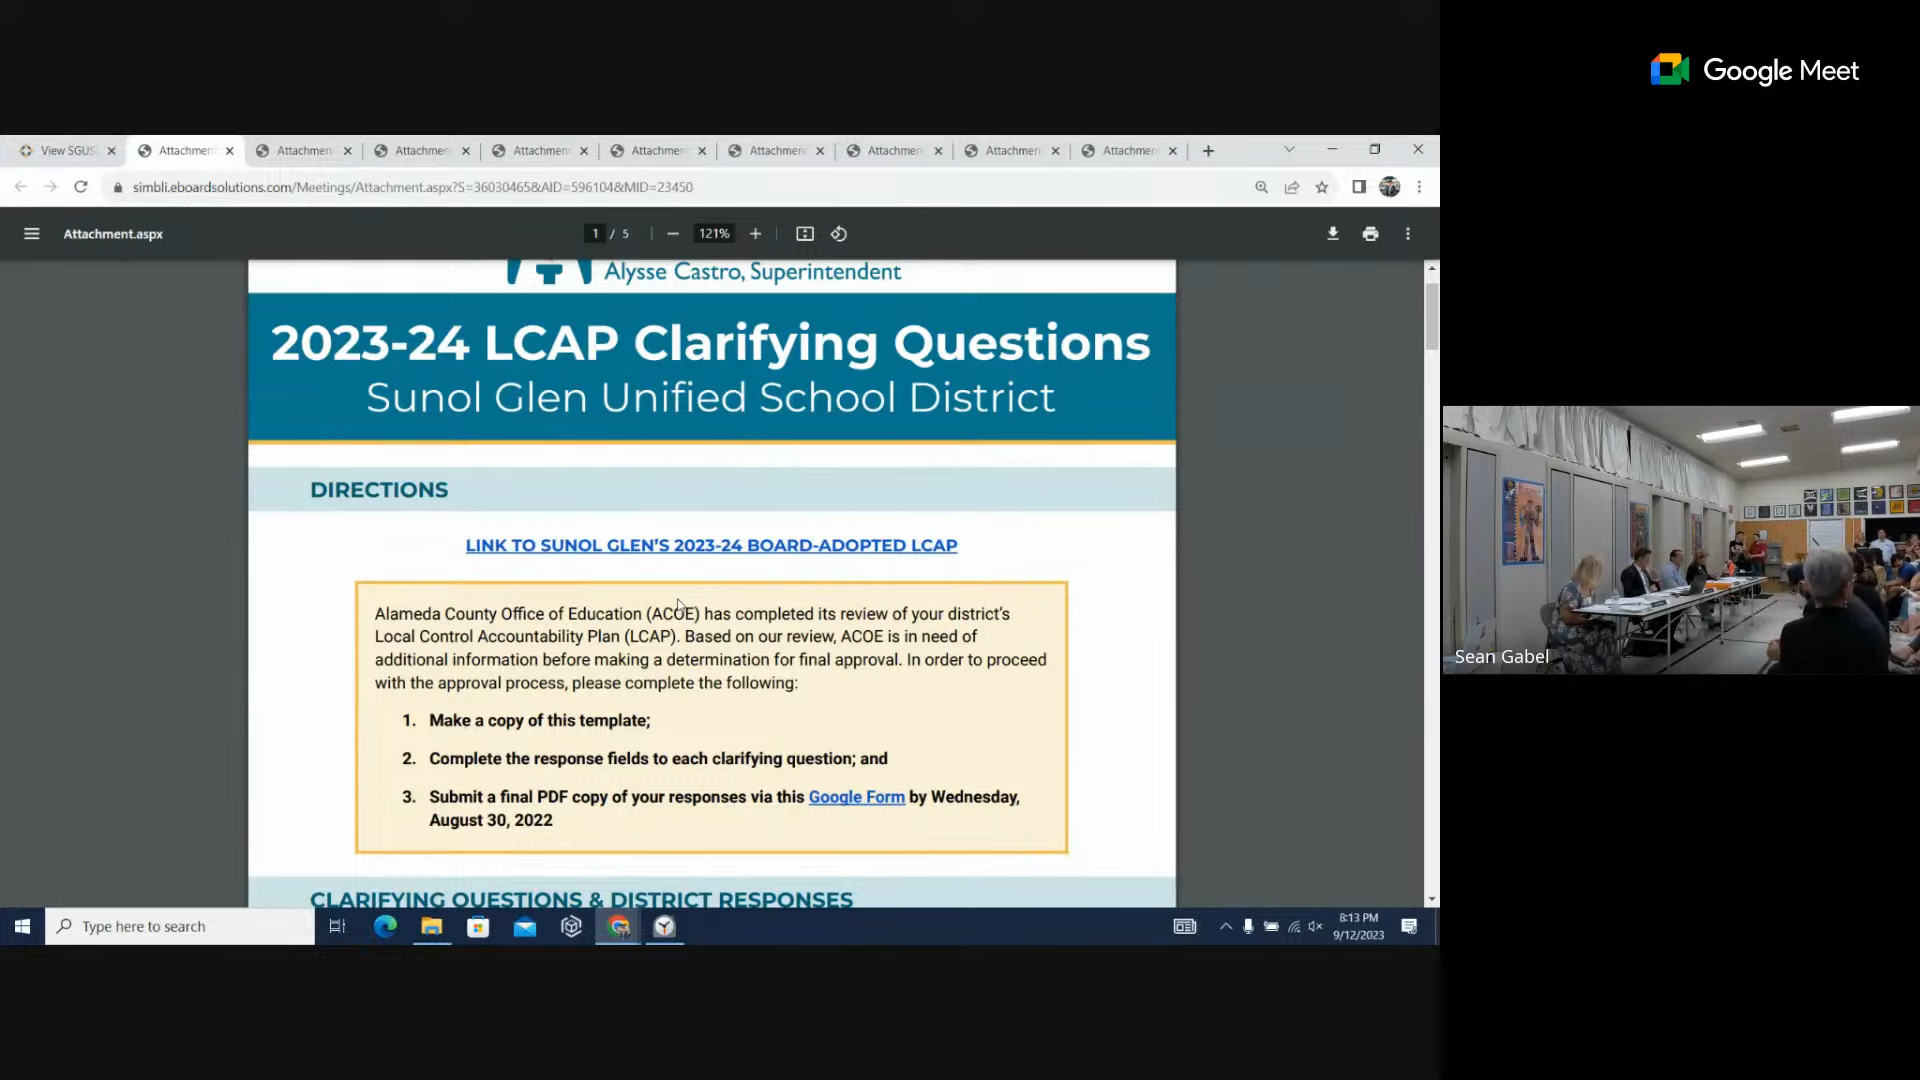 Google Meet
View SGUS
Attachmen
Attachmen
Attachmen
Attachmen
Attachmen
Attachmen
Attachmen
Attachmen
Attachmen
simbli.eboardsolutions.com/Meetings/Attachment.aspx?S=36030465&AID=596104&MID=23450
Attachment.aspx
1 / 5
121%
Alysse Castro, Superintendent
2023-24 LCAP Clarifying Questions
Sunol Glen Unified School District
DIRECTIONS
LINK TO SUNOL GLEN'S 2023-24 BOARD-ADOPTED LCAP
Alameda County Office of Education (ACOE) has completed its review of your district's
Local Control Accountability Plan (LCAP). Based on our review, ACOE is in need of
additional information before making a determination for final approval. In order to proceed
with the approval process, please complete the following:
1. Make a copy of this template;
2. Complete the response fields to each clarifying question; and
3. Submit a final PDF copy of your responses via this Google Form by Wednesday,
August 30, 2022
CLARIFYING QUESTIONS & DISTRICT RESPONSES
Type here to search
8:13 PM
9/12/2023
Sean Gabel